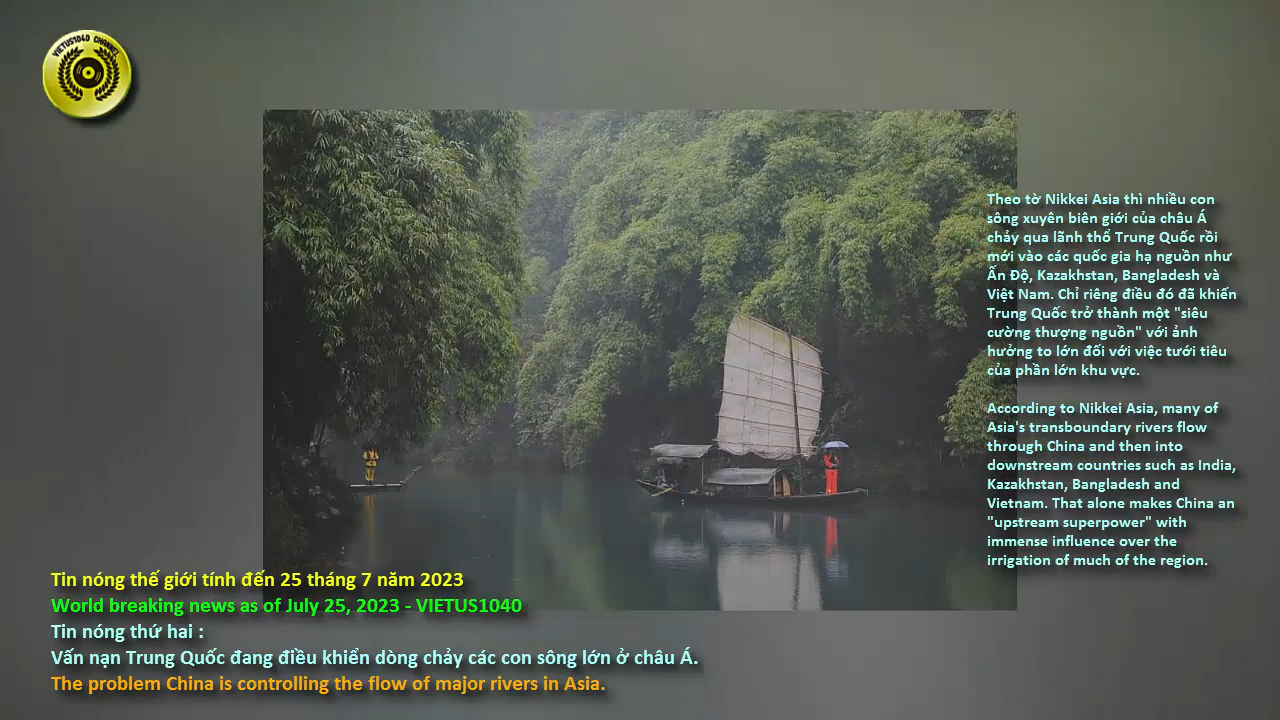 VIETUS1040 CHANNEL
Theo tờ Nikkei Asia thì nhiều con
sông xuyên biên giới của châu Á
chảy qua lãnh thổ Trung Quốc rồi
mới vào các quốc gia hạ nguồn như
Ấn Độ, Kazakhstan, Bangladesh và
Việt Nam. Chỉ riêng điều đó đã khiến
Trung Quốc trở thành một "siêu
cường thượng nguồn" với ảnh
hưởng to lớn đối với việc tưới tiêu
của phần lớn khu vực.
According to Nikkei Asia, many of
Asia's transboundary rivers flow
through China and then into
downstream countries such as India,
Kazakhstan, Bangladesh and
Vietnam. That alone makes China an
"upstream superpower" with
immense influence over the
irrigation of much of the region.
Tin nóng thế giới tính đến 25 tháng 7 năm 2023
World breaking news as of July 25, 2023 - VIETUS1040
Tin nóng thứ hai :
Vấn nạn Trung Quốc đang điều khiển dòng chảy các con sông lớn ở châu Á.
The problem China is controlling the flow of major rivers in Asia.